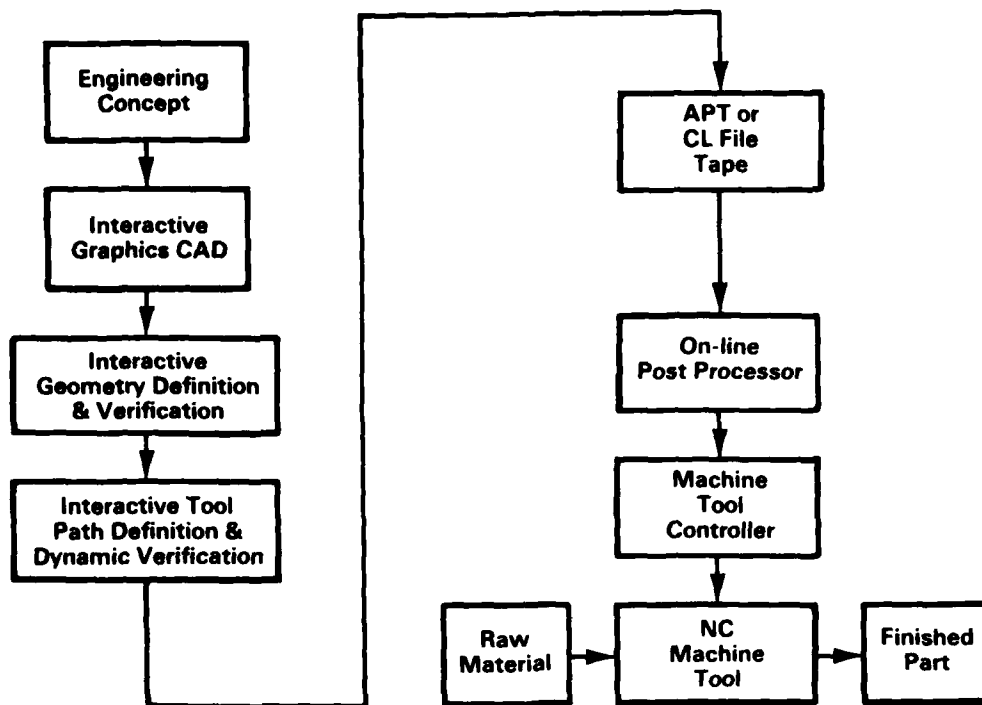 Engineering
Concept
Interactive
Graphics CAD
Interactive
Geometry Definition
& Verification
Interactive Tool
Path Definition &
Dynamic Verification
APT or
CL File
Tape
On-line
Post Processor
Machine
Tool
Controller
Raw
Material
NC
Machine
Tool
Finished
Part